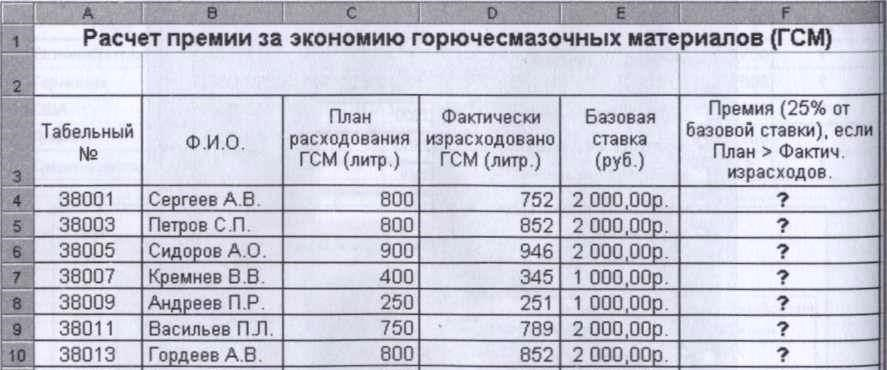 A B C D E F
1 Расчет премии за экономию горючесмазочных материалов (ГСМ)
2
3 Табельный № Ф.И.О. План расходования ГСМ (литр.) Фактически израсходовано ГСМ (литр.) Базовая ставка (руб.) Премия (25% от базовой ставки), если План > Фактич. израсходов.
4 38001 Сергеев А.В. 800 752 2 000,00р. ?
5 38003 Петров С.П. 800 852 2 000,00р. ?
6 38005 Сидоров А.О. 900 946 2 000,00р. ?
7 38007 Кремнев В.В. 400 345 1 000,00р. ?
8 38009 Андреев П.Р. 250 251 1 000,00р. ?
9 38011 Васильев П.Л. 750 789 2 000,00р. ?
10 38013 Гордеев А.В. 800 852 2 000,00р. ?